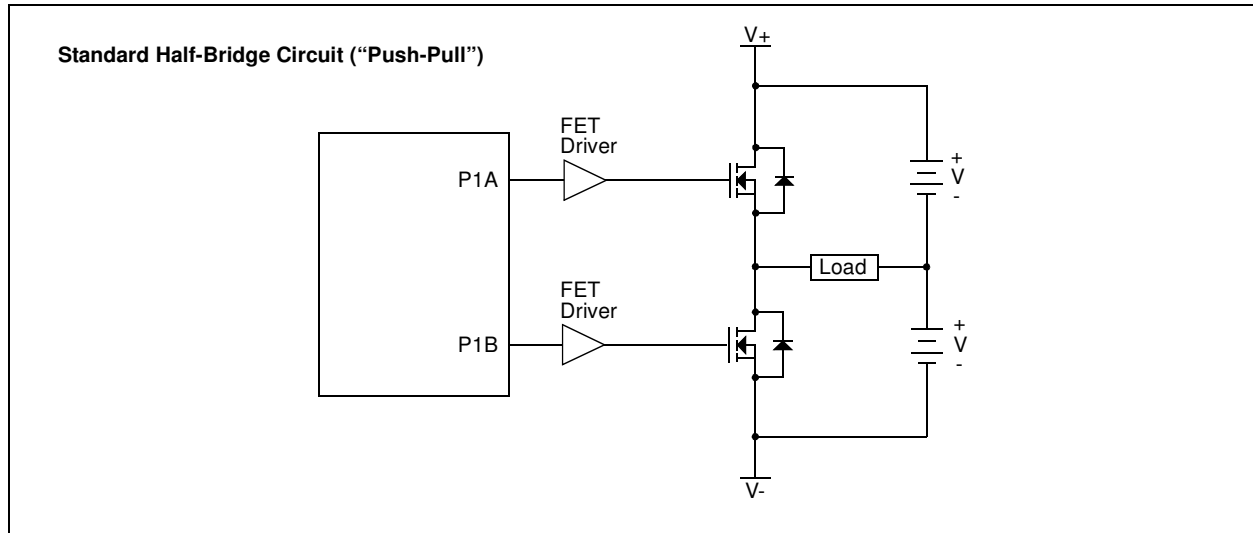 Standard Half-Bridge Circuit (“Push-Pull”)
V+
FET
Driver
P1A
+
V
-
Load
FET
Driver
P1B
+
V
-
V-